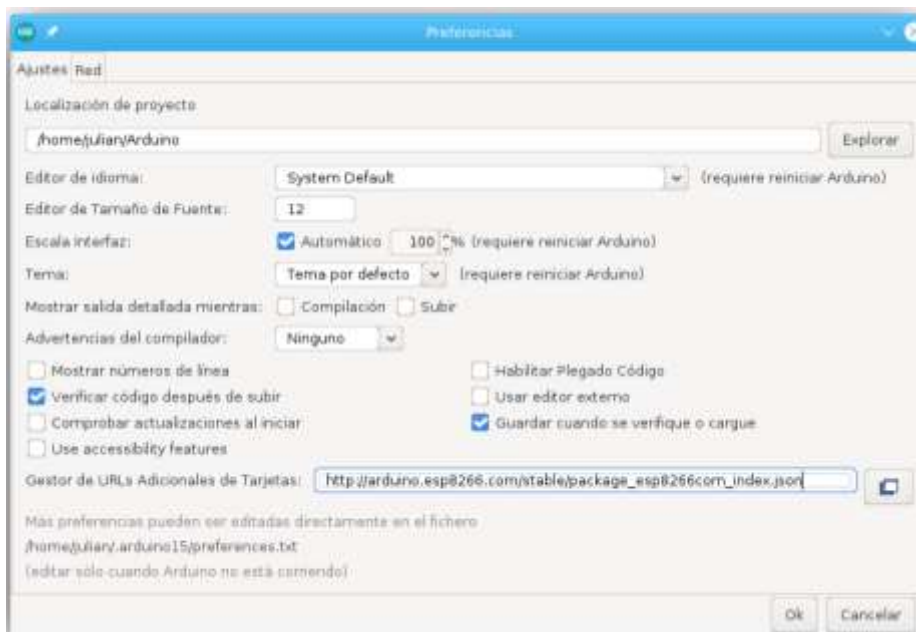 Preferencias
Ajustes Red
Localización de proyecto
/home/julian/Arduino Explorar
Editor de idioma: System Default (requiere reiniciar Arduino)
Editor de Tamaño de Fuente: 12
Escala interfaz: Automático 100 % (requiere reiniciar Arduino)
Tema: Tema por defecto (requiere reiniciar Arduino)
Mostrar salida detallada mientras: Compilación Subir
Advertencias del compilador: Ninguno
Mostrar números de línea Habilitar Plegado Código
Verificar código después de subir Usar editor externo
Comprobar actualizaciones al iniciar Guardar cuando se verifique o cargue
Use accessibility features
Gestor de URLs Adicionales de Tarjetas: http://arduino.esp8266.com/stable/package_esp8266com_index.json
Más preferencias pueden ser editadas directamente en el fichero
/home/julian/.arduino15/preferences.txt
(editar sólo cuando Arduino no está corriendo)
Ok Cancelar